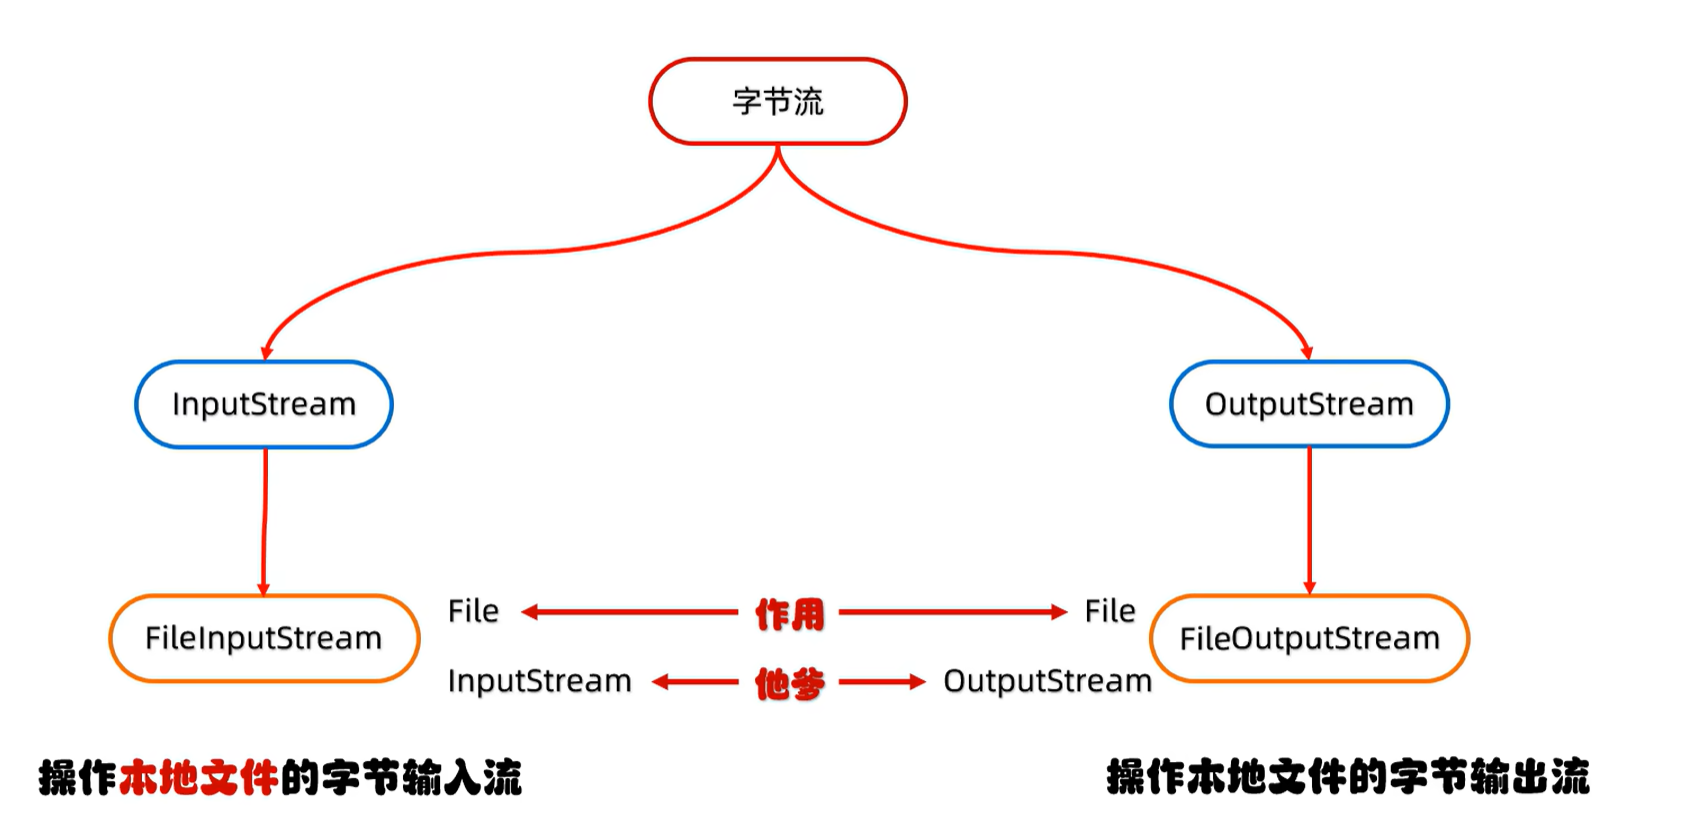 字节流
InputStream
OutputStream
FileInputStream
File
作用
File
FileOutputStream
InputStream
他爹
OutputStream
操作本地文件的字节输入流
操作本地文件的字节输出流